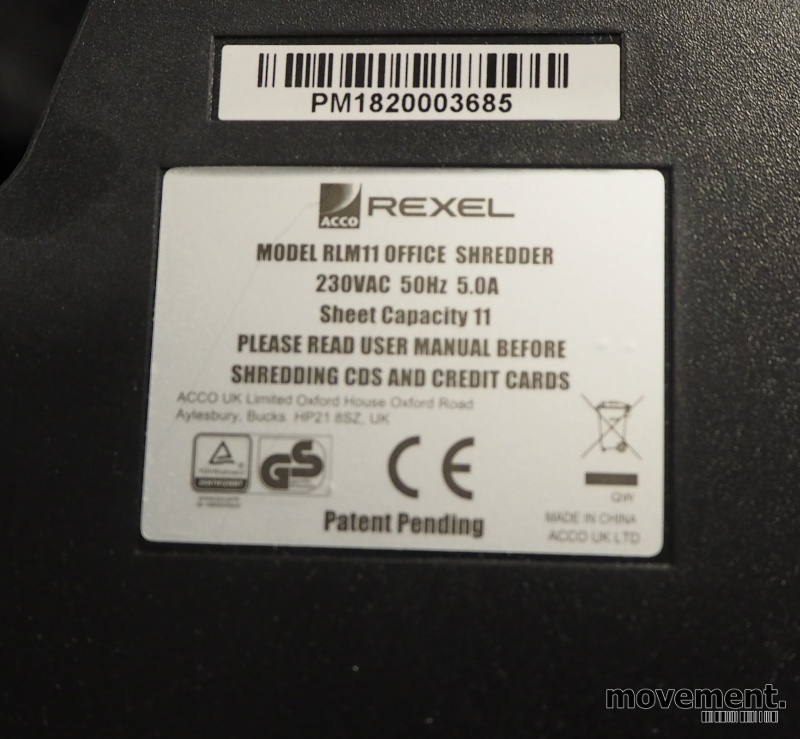 PM1820003685
ACCO REXEL
MODEL RLM11 OFFICE SHREDDER
230VAC 50Hz 5.0A
Sheet Capacity 11
PLEASE READ USER MANUAL BEFORE
SHREDDING CDS AND CREDIT CARDS
ACCO UK Limited Oxford House Oxford Road
Aylesbury, Bucks HP21 8SZ, UK
GS
CE
QW
Patent Pending
MADE IN CHINA
ACCO UK LTD
movement.